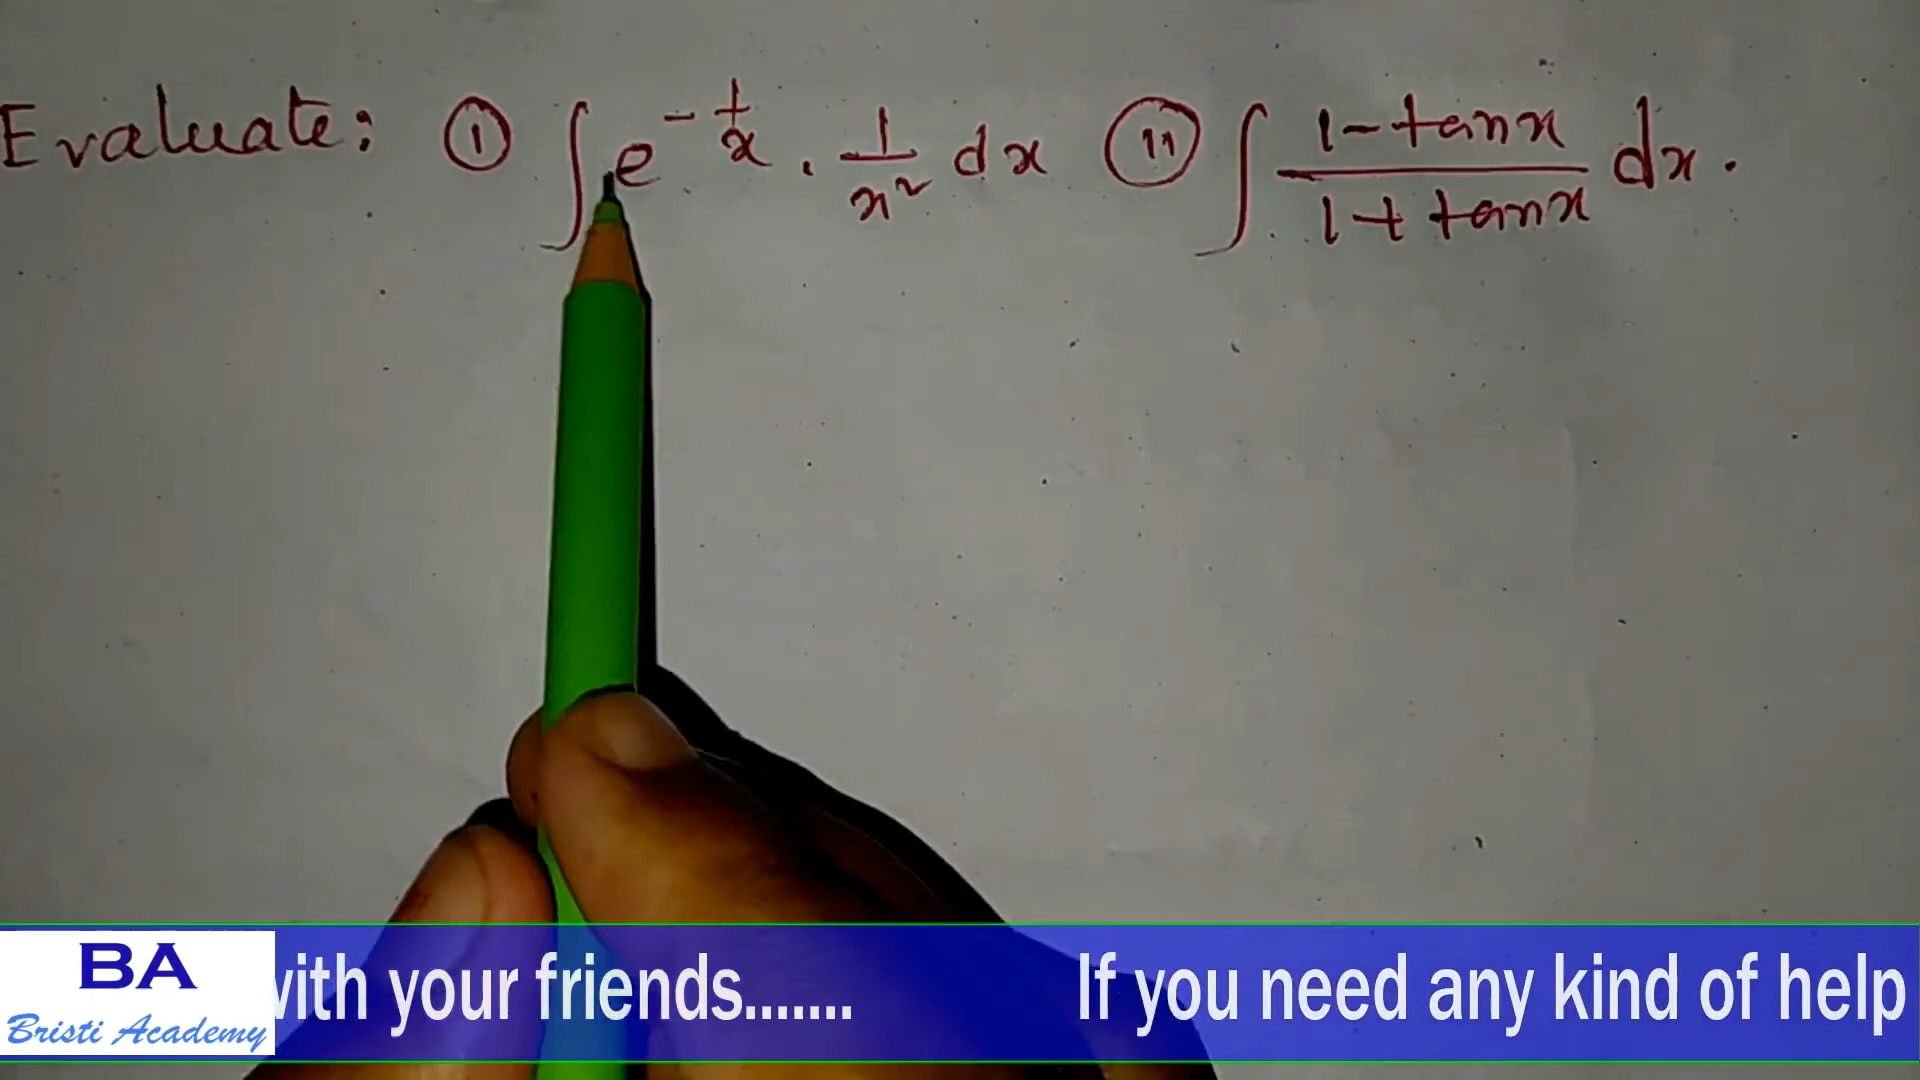 Evaluate: (i) ∫ e^{-1/x} . 1/x² dx (ii) ∫ (1-tanx)/(1+tanx) dx.
BA
Bristi Academy
with your friends....... If you need any kind of help